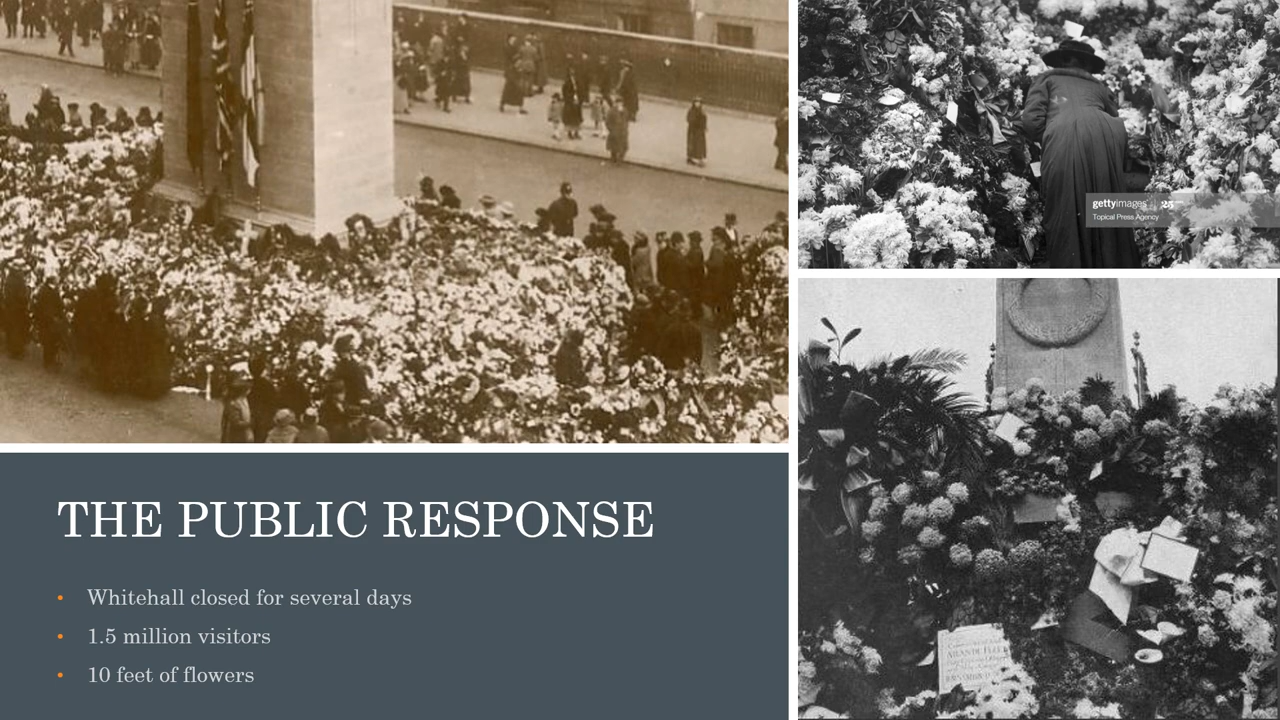 gettyimages
Topical Press Agency
THE PUBLIC RESPONSE
• Whitehall closed for several days
• 1.5 million visitors
• 10 feet of flowers